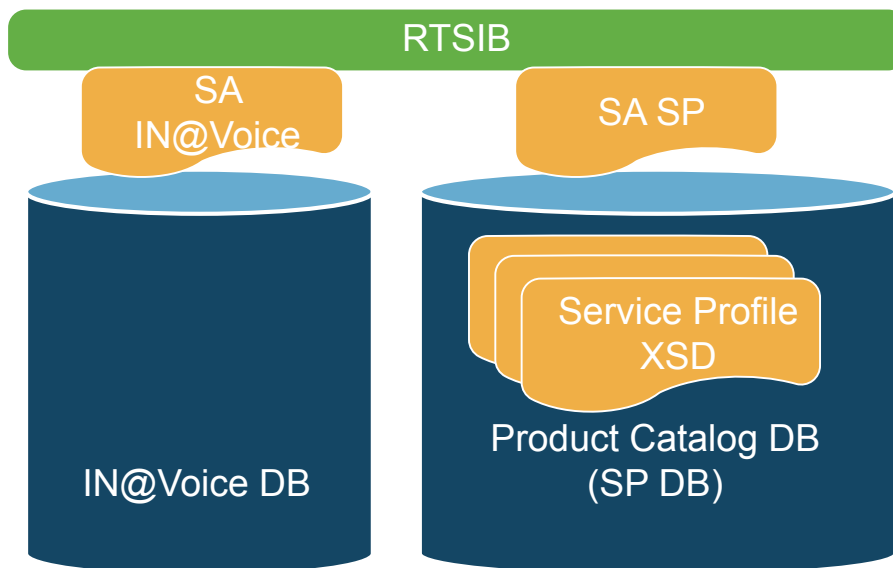 RTSIB
SA
IN@Voice
SA SP
Service Profile
XSD
Product Catalog DB
(SP DB)
IN@Voice DB